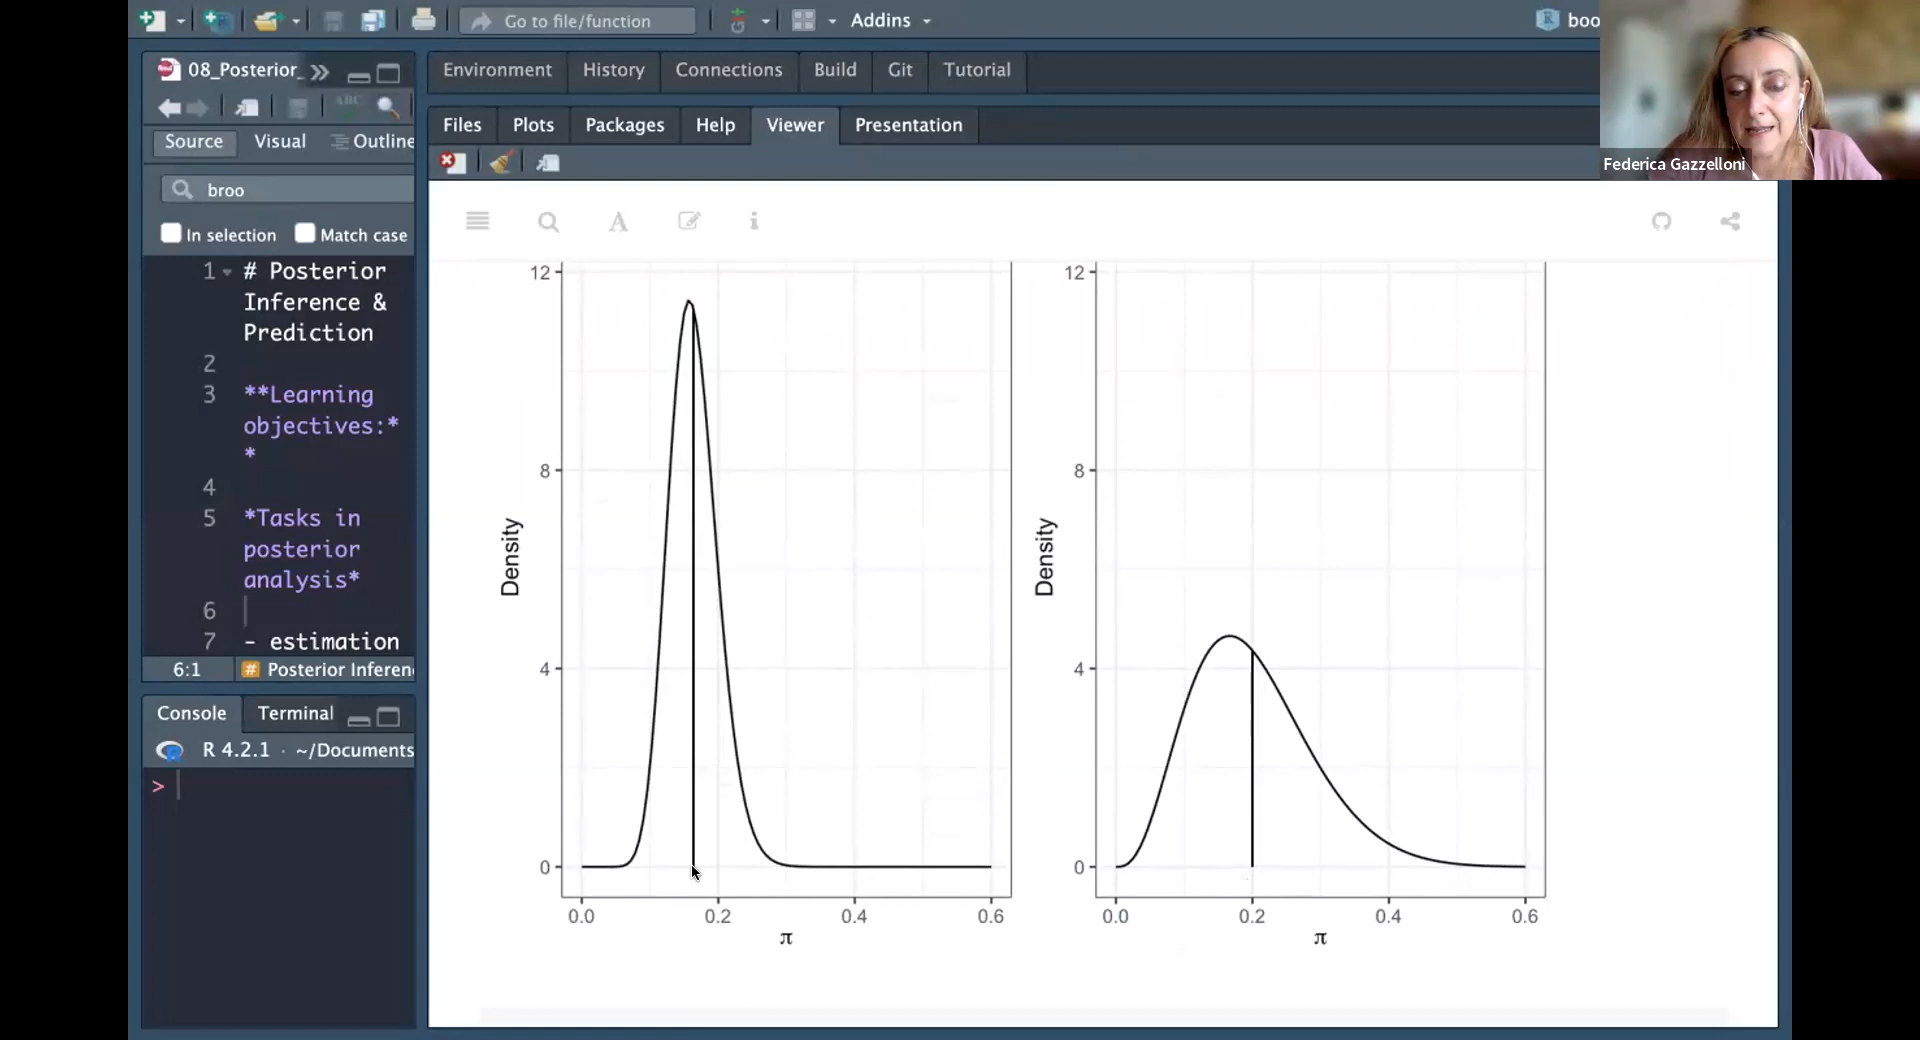 Go to file/function
Addins
boo
Federica Gazzelloni
08_Posterior_
Environment
History
Connections
Build
Git
Tutorial
ABC
Files
Plots
Packages
Help
Viewer
Presentation
Source
Visual
Outline
broo
In selection
Match case
A
i
1 # Posterior
Inference &
Prediction
2
3 **Learning
objectives:*
*
4
5 *Tasks in
posterior
analysis*
6
7 - estimation
6:1 # Posterior Inferen
Console
Terminal
R 4.2.1 · ~/Documents
>
12
8
4
0
Density
0.0 0.2 0.4 0.6
π
12
8
4
0
Density
0.0 0.2 0.4 0.6
π